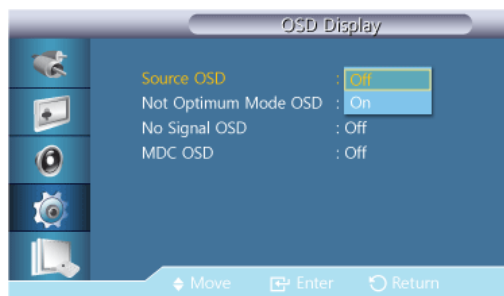 OSD Display
Source OSD : Off
Not Optimum Mode OSD : On
No Signal OSD : Off
MDC OSD : Off
Move Enter Return